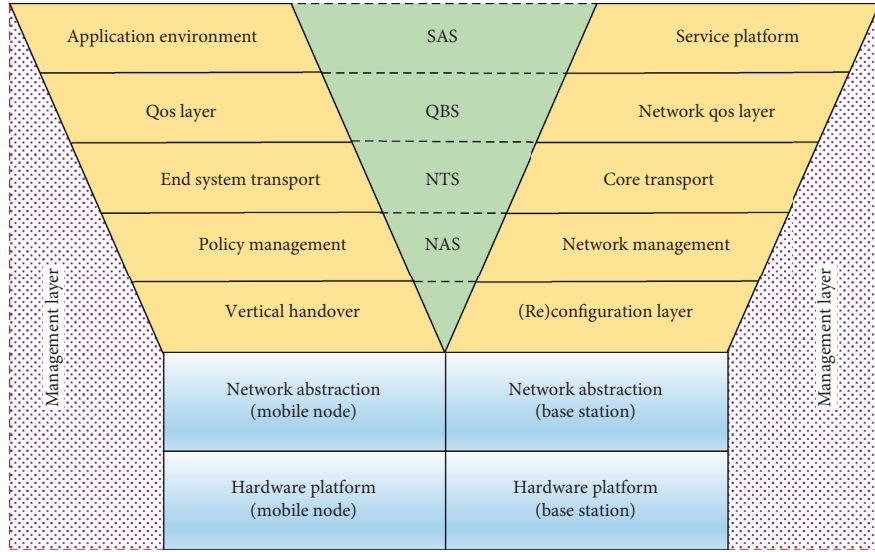 Application environment
SAS
Service platform
Qos layer
QBS
Network qos layer
End system transport
NTS
Core transport
Policy management
NAS
Network management
Vertical handover
(Re)configuration layer
Management layer
Management layer
Network abstraction
(mobile node)
Network abstraction
(base station)
Hardware platform
(mobile node)
Hardware platform
(base station)